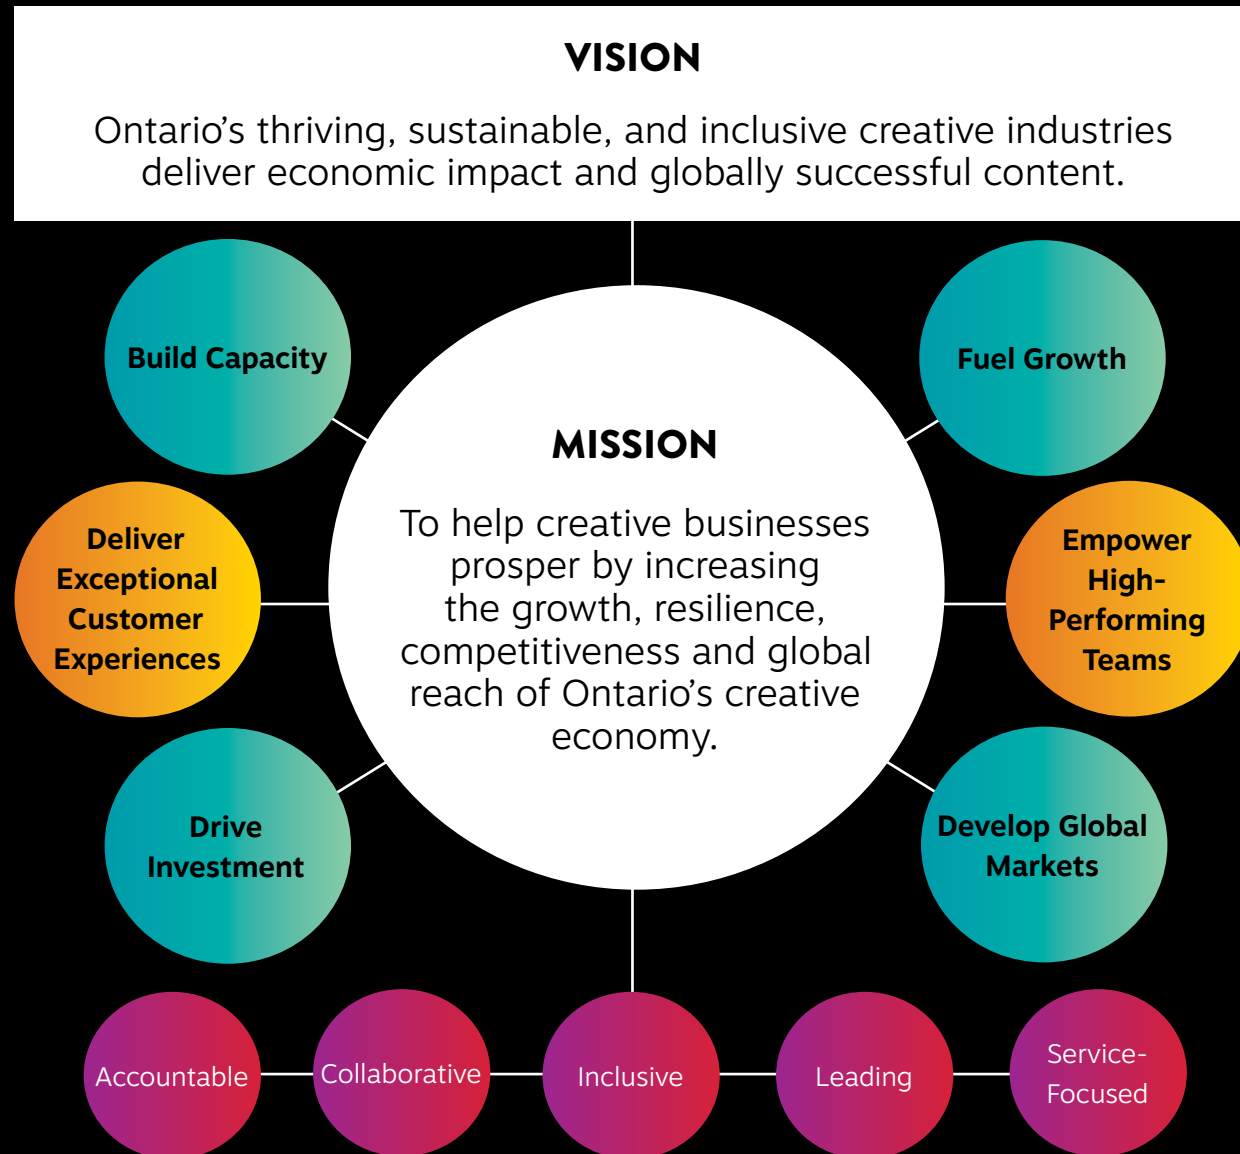 VISION
Ontario’s thriving, sustainable, and inclusive creative industries
deliver economic impact and globally successful content.
Build Capacity
Fuel Growth
MISSION
To help creative businesses
prosper by increasing
the growth, resilience,
competitiveness and global
reach of Ontario’s creative
economy.
Deliver
Exceptional
Customer
Experiences
Empower
High-
Performing
Teams
Drive
Investment
Develop Global
Markets
Accountable
Collaborative
Inclusive
Leading
Service-
Focused